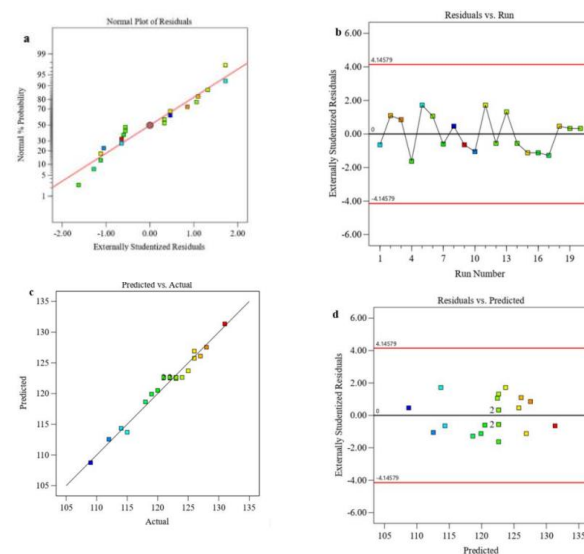 a
Normal Plot of Residuals
Normal % Probability
99
95
90
80
70
50
30
20
10
5
1
-2.00 -1.00 0.00 1.00 2.00
Externally Studentized Residuals
b
Residuals vs. Run
Externally Studentized Residuals
6.00
4.14579
4.00
2.00
0.00
0
-2.00
-4.00
-4.14579
-6.00
1 4 7 10 13 16 19
Run Number
c
Predicted vs. Actual
Predicted
135
130
125
120
115
110
105
105 110 115 120 125 130 135
Actual
d
Residuals vs. Predicted
Externally Studentized Residuals
6.00
4.14579
4.00
2.00
0.00
0
2
2
-2.00
-4.00
-4.14579
-6.00
105 110 115 120 125 130 135
Predicted